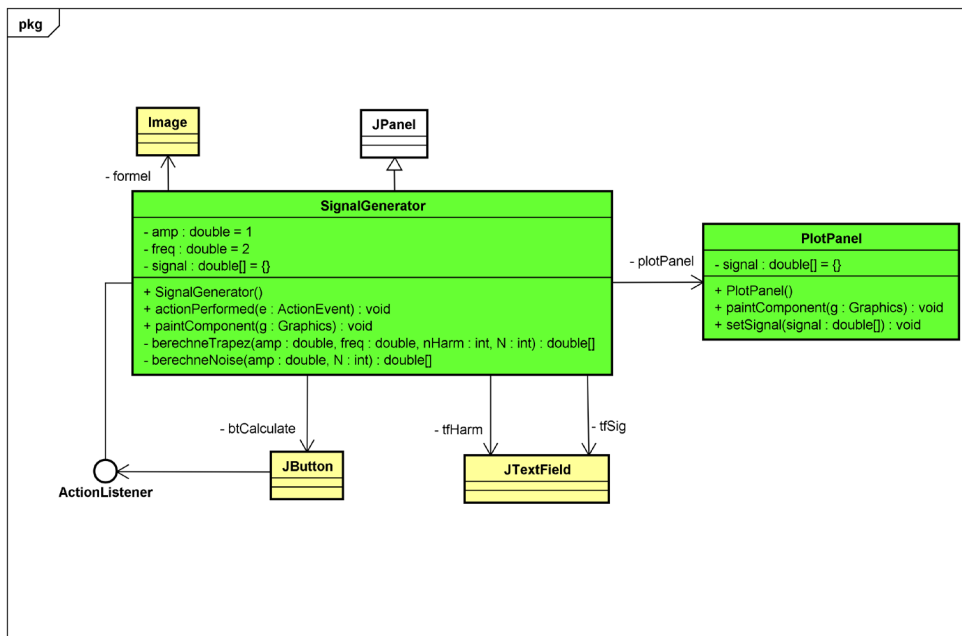 pkg
Image
JPanel
- formel
SignalGenerator
- amp : double = 1
- freq : double = 2
- signal : double[] = {}
+ SignalGenerator()
+ actionPerformed(e : ActionEvent) : void
+ paintComponent(g : Graphics) : void
- berechneTrapez(amp : double, freq : double, nHarm : int, N : int) : double[]
- berechneNoise(amp : double, N : int) : double[]
- plotPanel
PlotPanel
- signal : double[] = {}
+ PlotPanel()
+ paintComponent(g : Graphics) : void
+ setSignal(signal : double[]) : void
- btCalculate
- tfHarm
- tfSig
JButton
JTextField
ActionListener